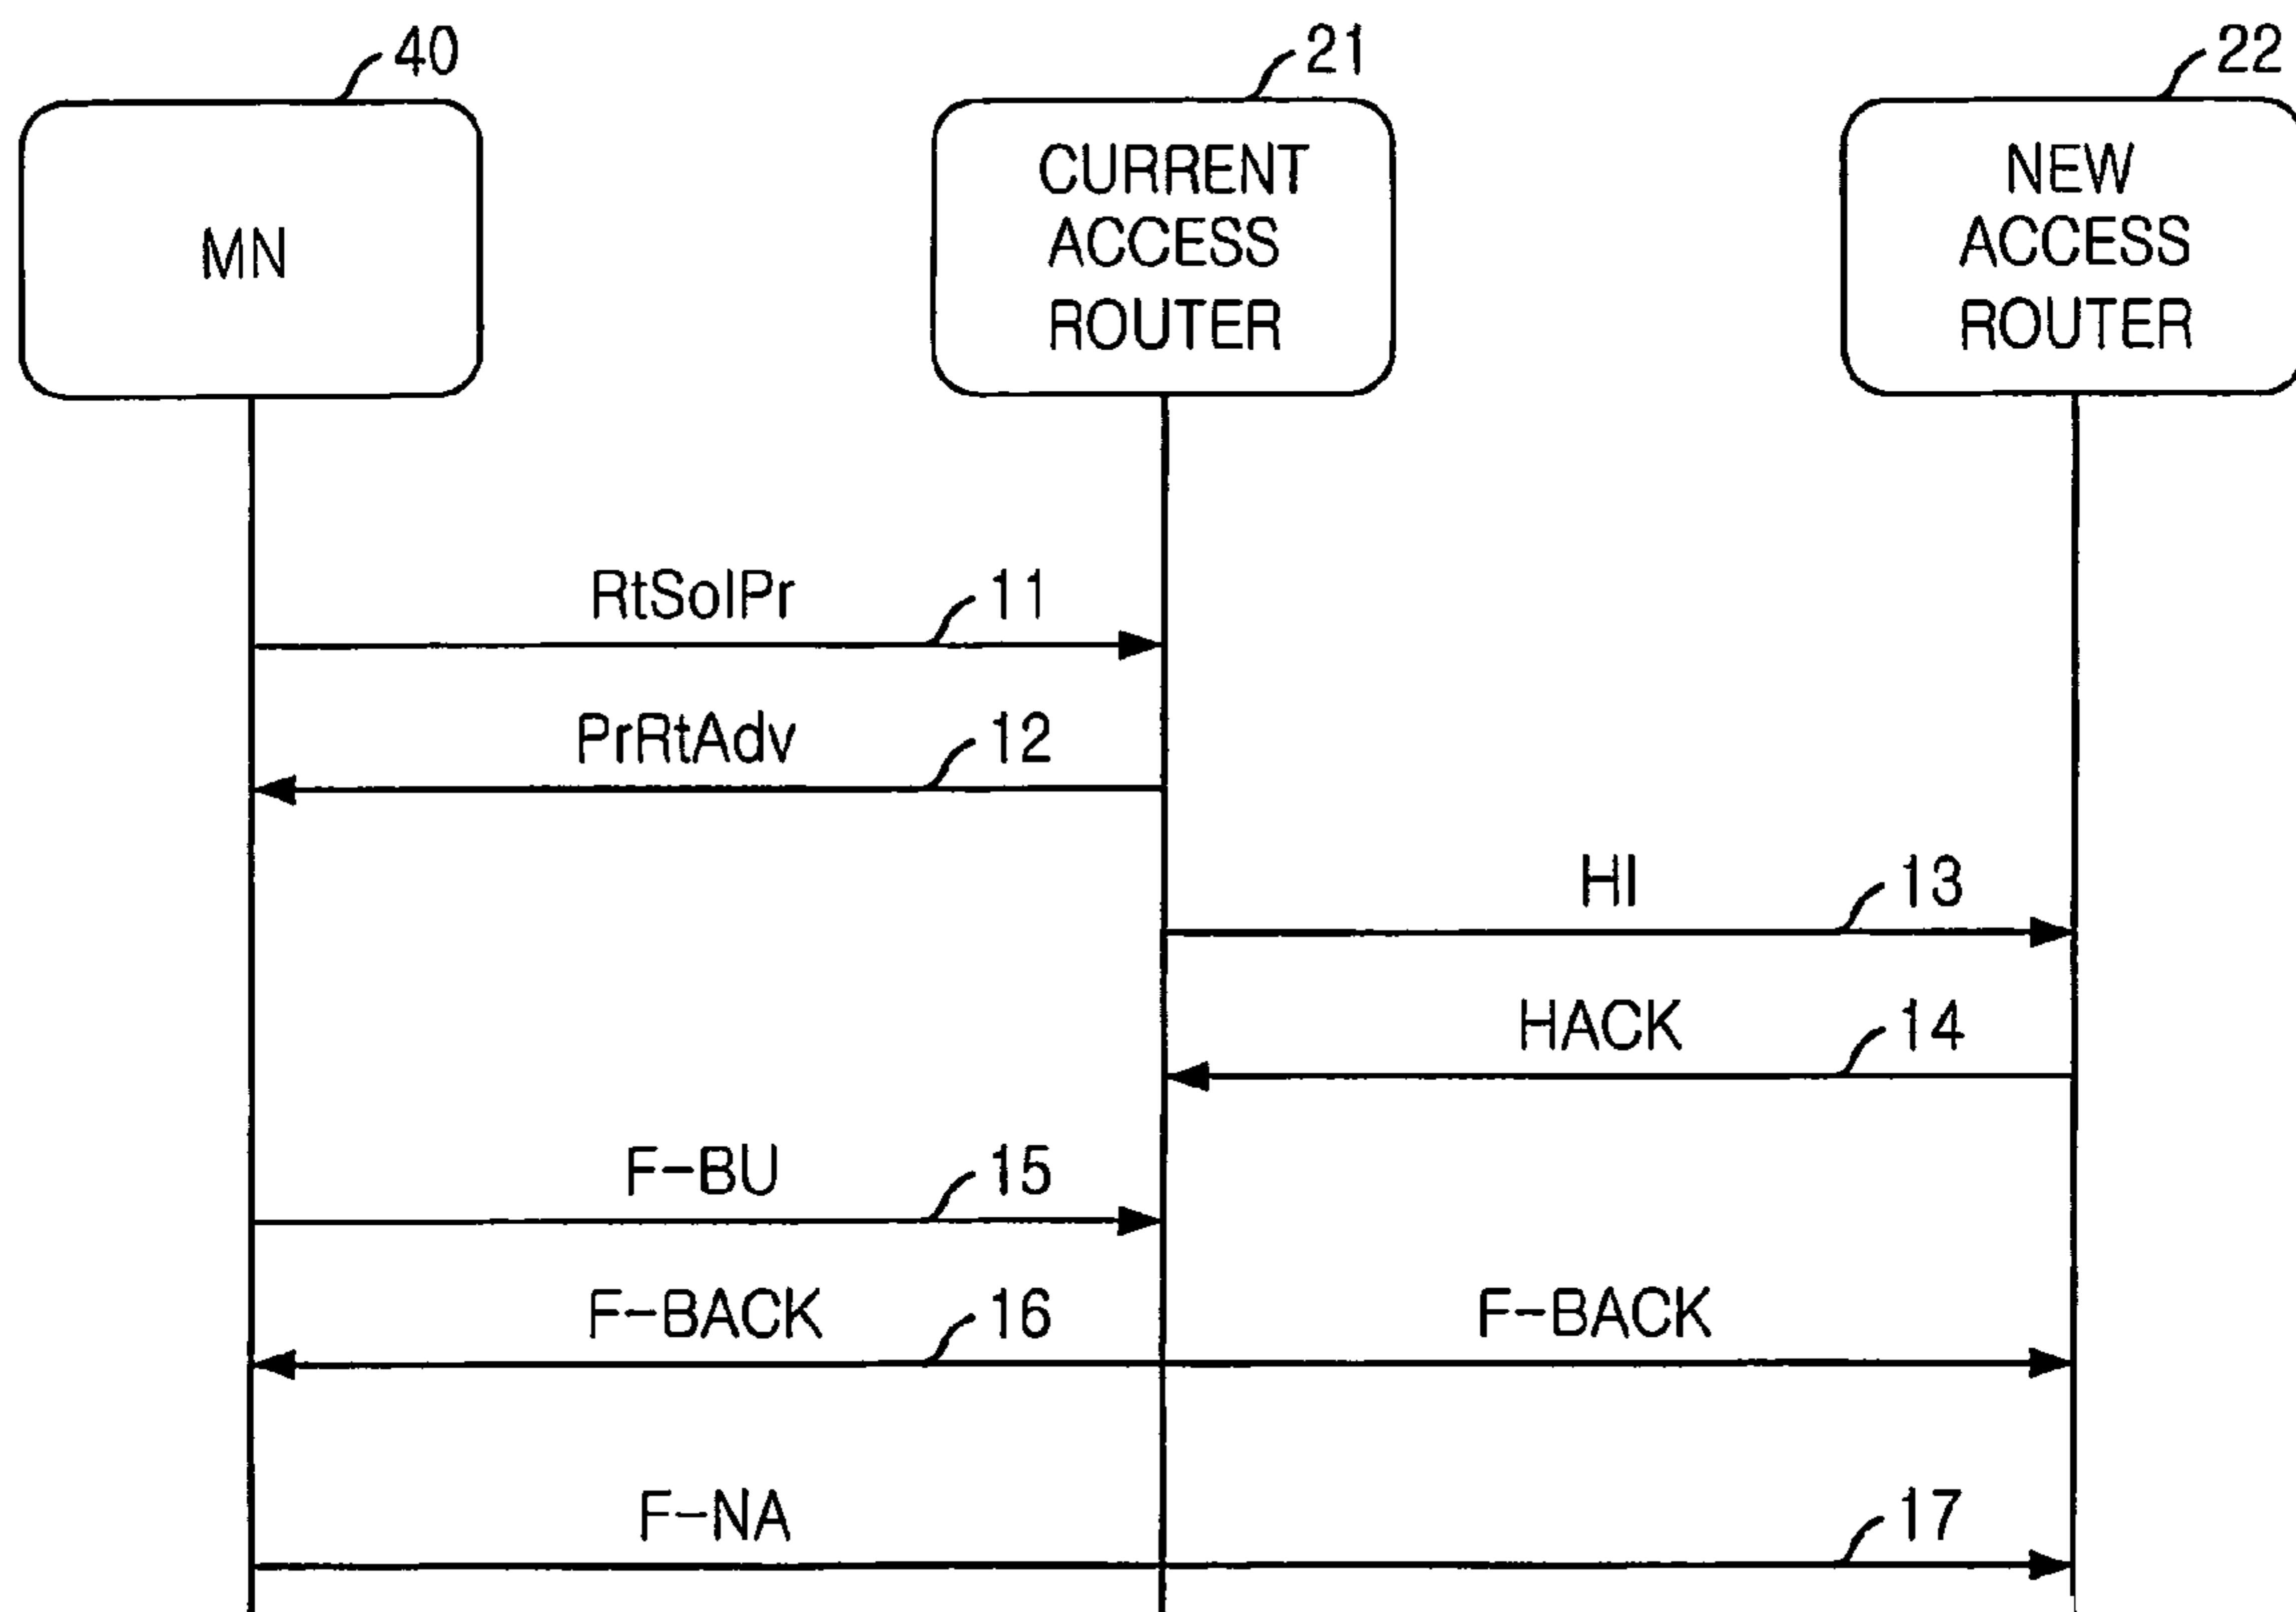 40
21
22
MN
CURRENT
ACCESS
ROUTER
NEW
ACCESS
ROUTER
RtSolPr
11
PrRtAdv
12
HI
13
HACK
14
F-BU
15
F-BACK
16
F-BACK
F-NA
17